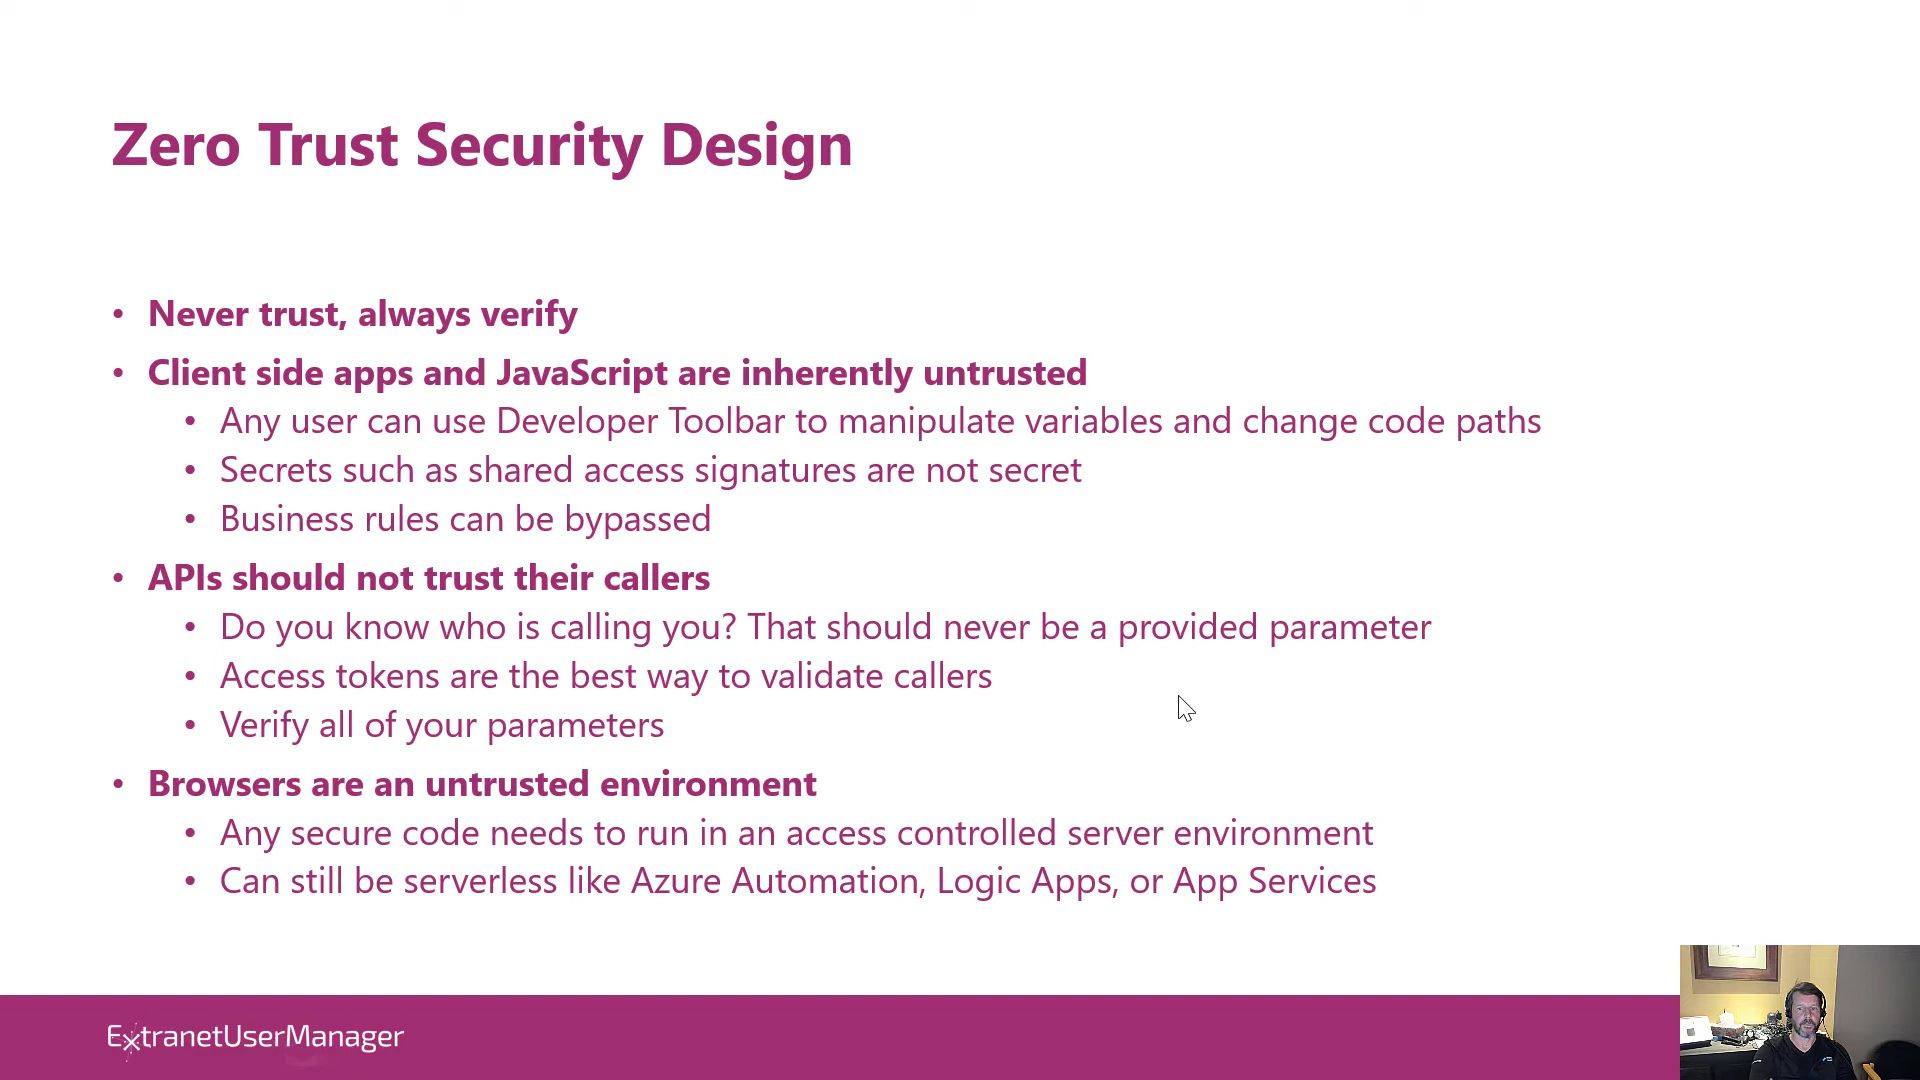 Zero Trust Security Design
• Never trust, always verify
• Client side apps and JavaScript are inherently untrusted
• Any user can use Developer Toolbar to manipulate variables and change code paths
• Secrets such as shared access signatures are not secret
• Business rules can be bypassed
• APIs should not trust their callers
• Do you know who is calling you? That should never be a provided parameter
• Access tokens are the best way to validate callers
• Verify all of your parameters
• Browsers are an untrusted environment
• Any secure code needs to run in an access controlled server environment
• Can still be serverless like Azure Automation, Logic Apps, or App Services
ExtranetUserManager